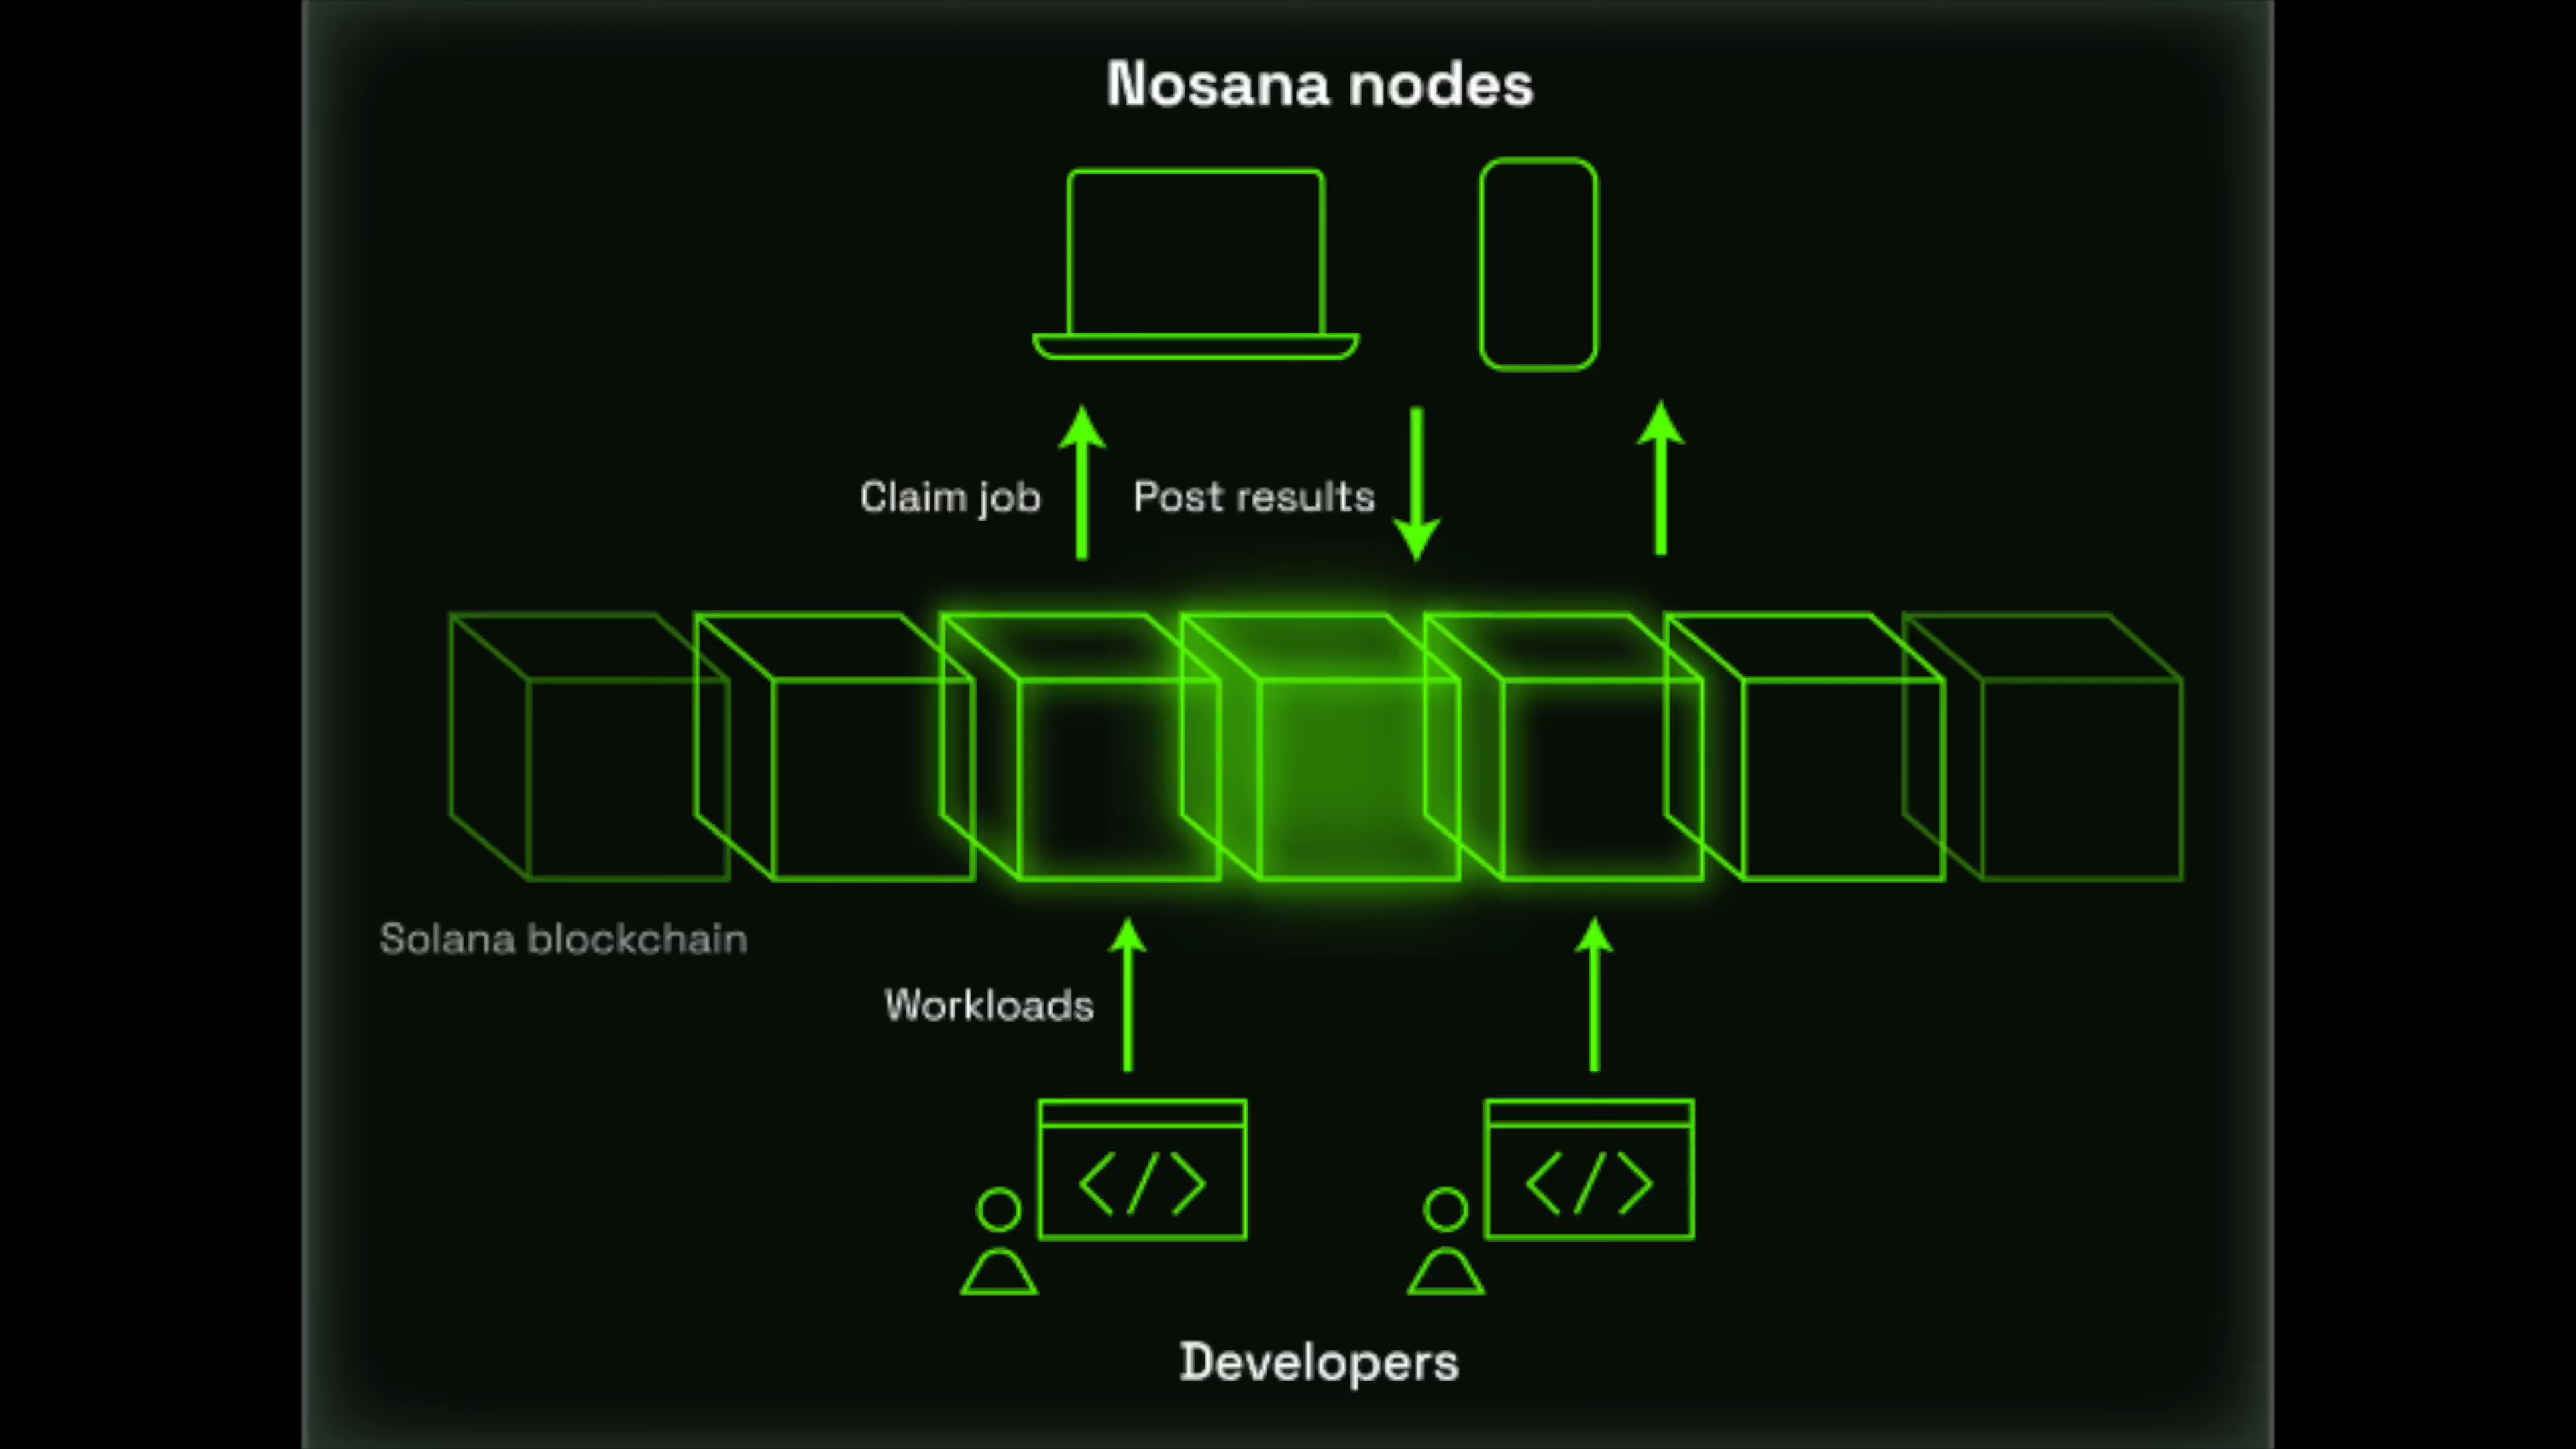 Nosana nodes
Claim job
Post results
Solana blockchain
Workloads
</>
</>
Developers